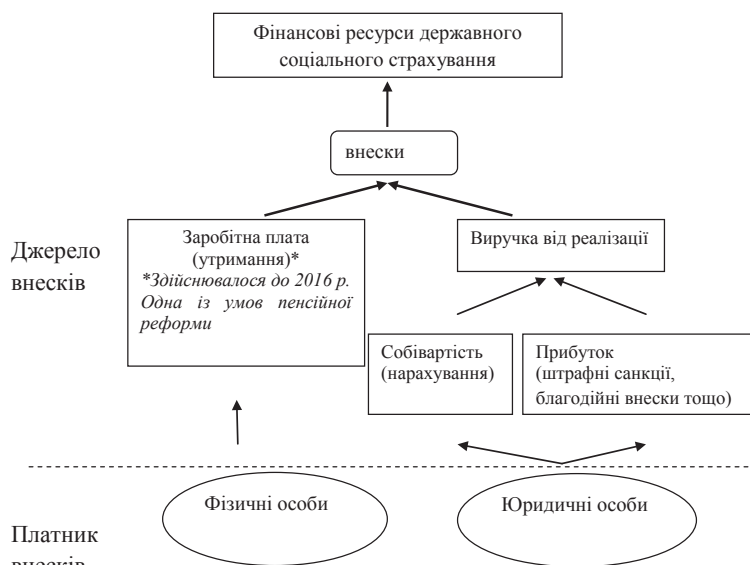 Фінансові ресурси державного
соціального страхування
внески
Джерело
внесків
Заробітна плата
(утримання)*
*Здійснювалося до 2016 р.
Одна із умов пенсійної
реформи
Виручка від реалізації
Собівартість
(нарахування)
Прибуток
(штрафні санкції,
благодійні внески тощо)
Фізичні особи
Юридичні особи
Платник